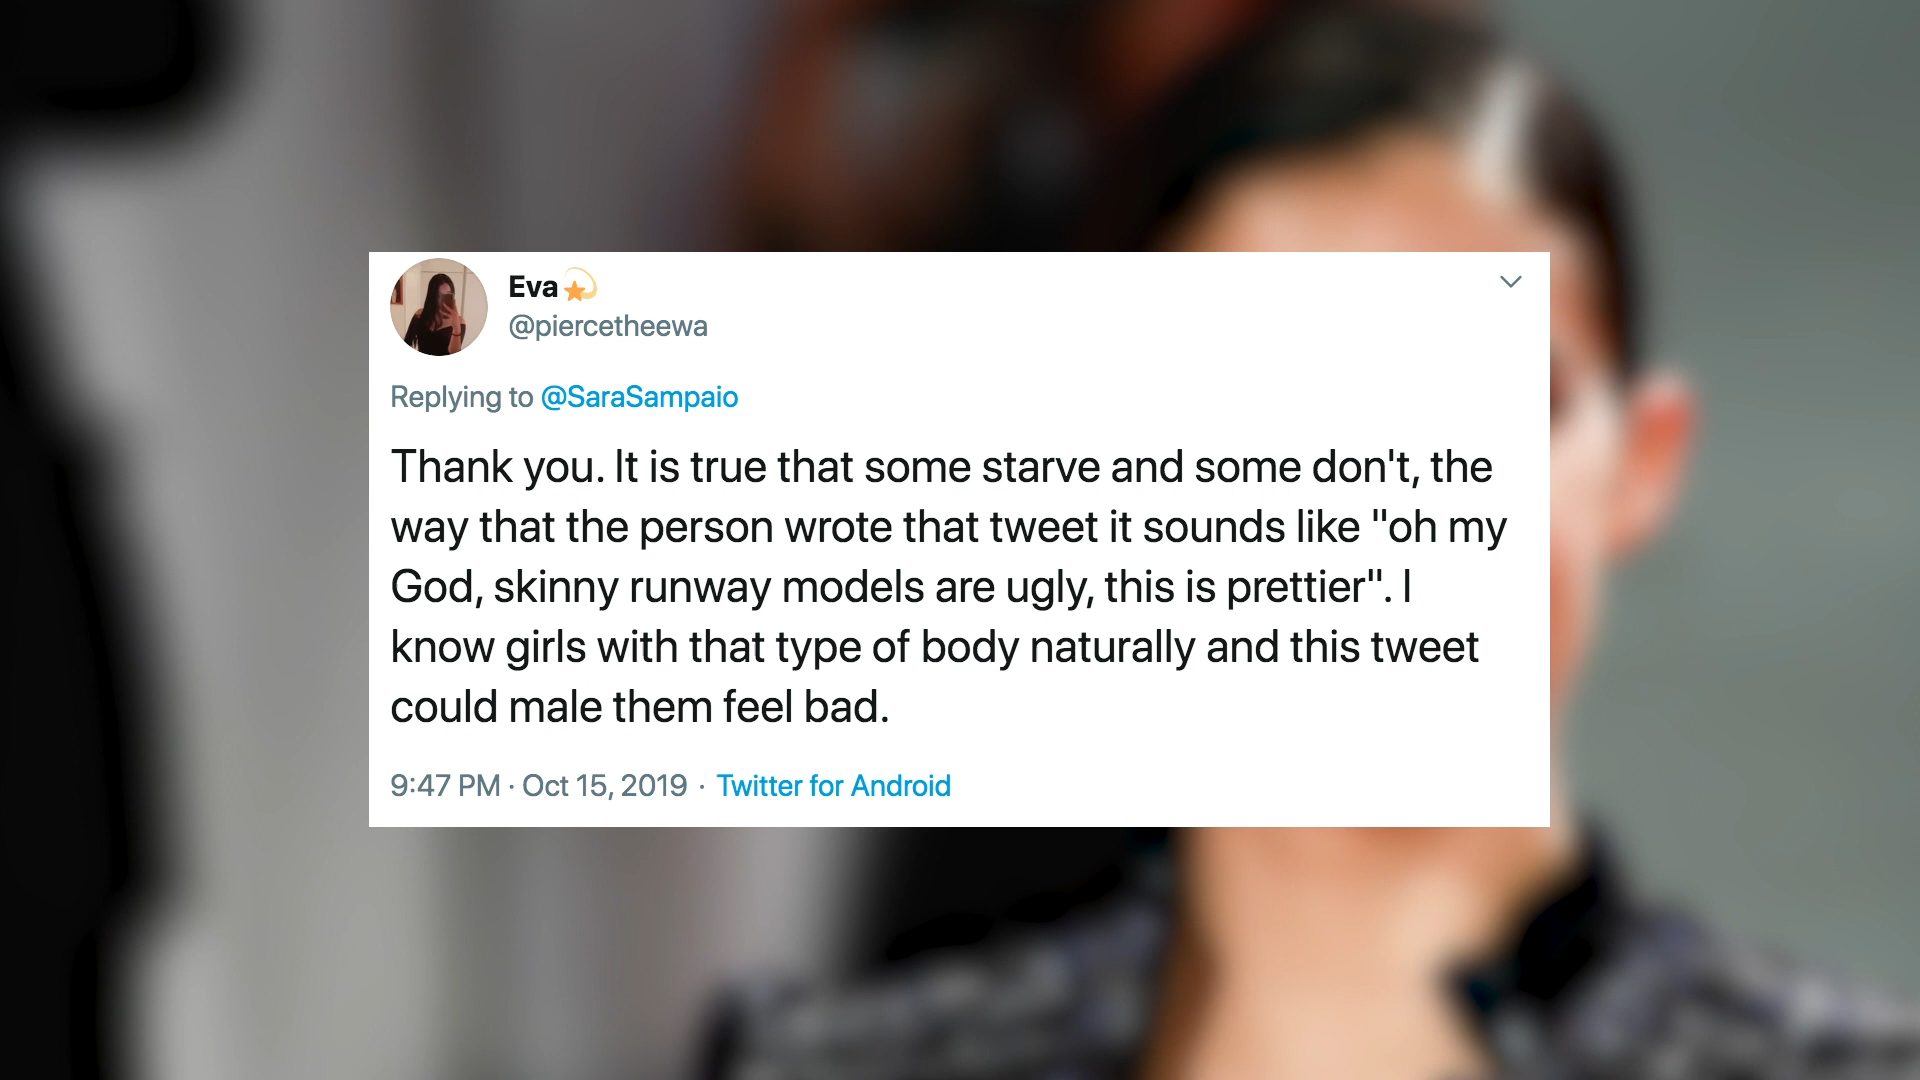 Eva💫
@piercetheewa
Replying to @SaraSampaio
Thank you. It is true that some starve and some don't, the
way that the person wrote that tweet it sounds like "oh my
God, skinny runway models are ugly, this is prettier". I
know girls with that type of body naturally and this tweet
could male them feel bad.
9:47 PM · Oct 15, 2019 · Twitter for Android